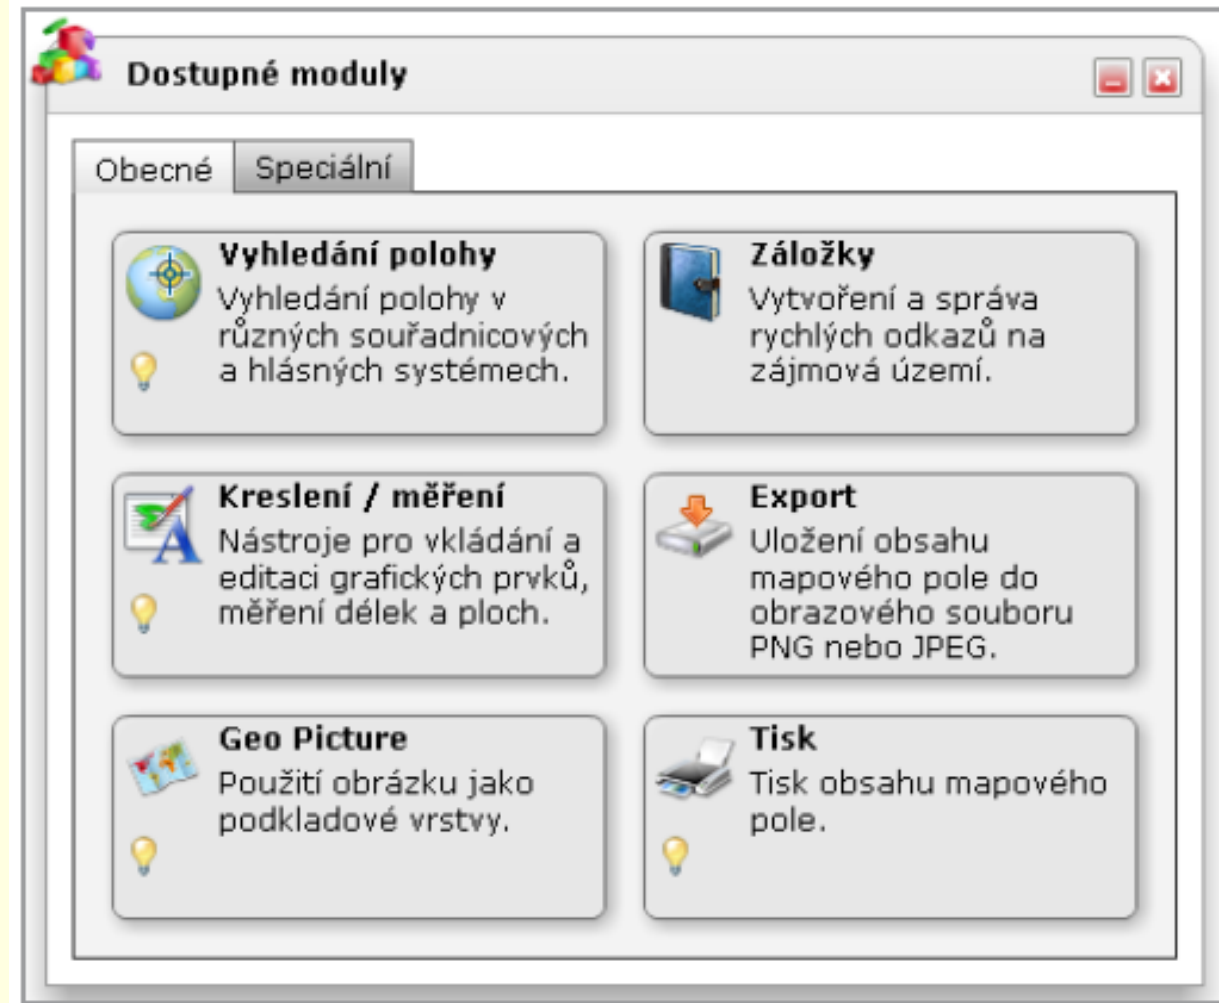 Dostupné moduly
Obecné
Speciální
Vyhledání polohy
Vyhledání polohy v
různých souřadnicových
a hlásných systémech.
Záložky
Vytvoření a správa
rychlých odkazů na
zájmová území.
Kreslení / měření
Nástroje pro vkládání a
editaci grafických prvků,
měření délek a ploch.
Export
Uložení obsahu
mapového pole do
obrazového souboru
PNG nebo JPEG.
Geo Picture
Použití obrázku jako
podkladové vrstvy.
Tisk
Tisk obsahu mapového
pole.